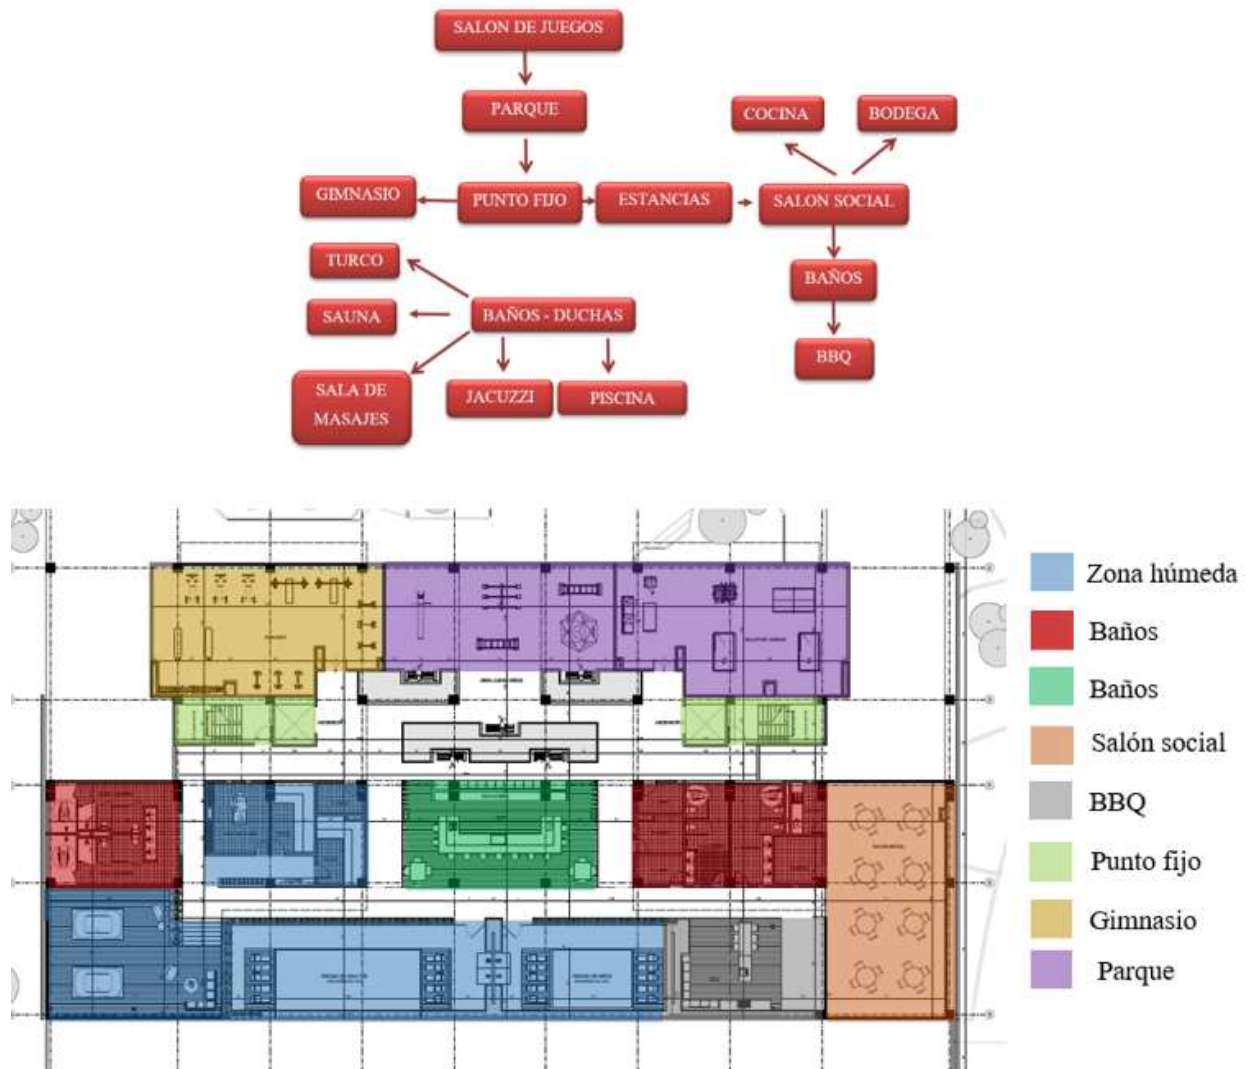 SALON DE JUEGOS
PARQUE
COCINA
BODEGA
GIMNASIO
PUNTO FIJO
ESTANCIAS
SALON SOCIAL
TURCO
BAÑOS
SAUNA
BAÑOS - DUCHAS
BBQ
SALA DE
MASAJES
JACUZZI
PISCINA
Zona húmeda
Baños
Baños
Salón social
BBQ
Punto fijo
Gimnasio
Parque